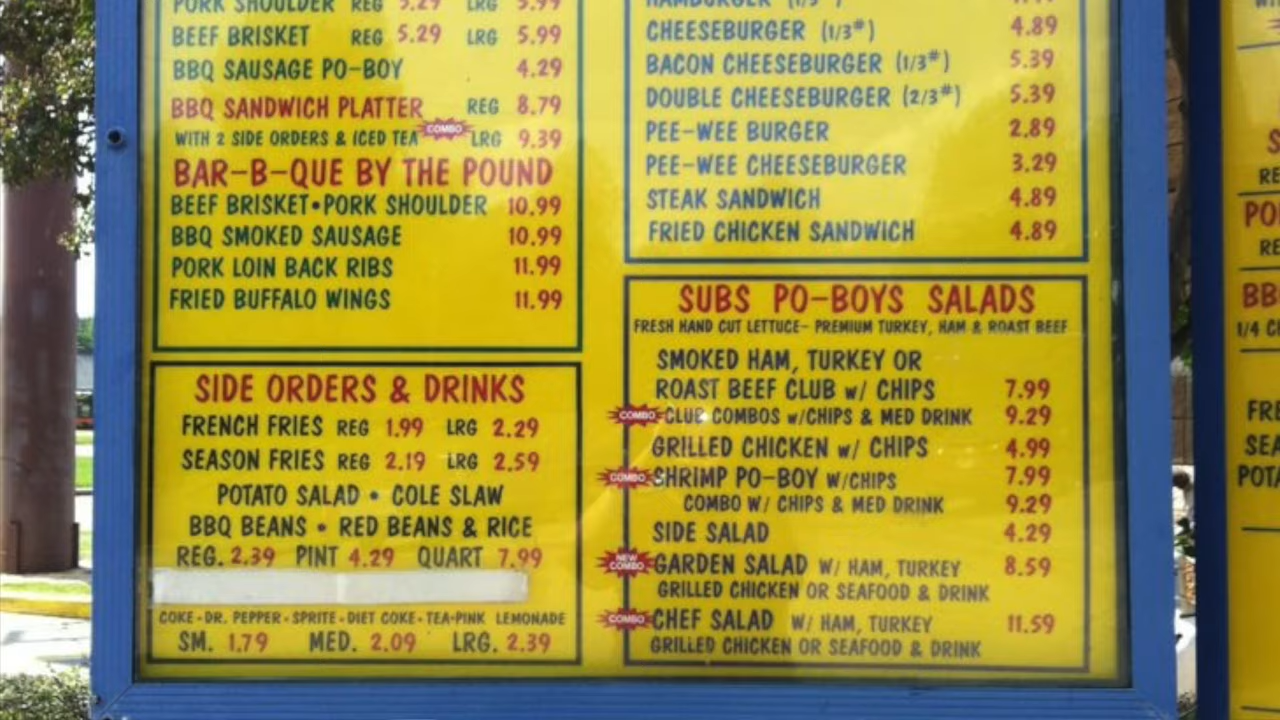 PORK SHOULDER REG 5.29 LRG 5.99
BEEF BRISKET REG 5.29 LRG 5.99
BBQ SAUSAGE PO-BOY 4.29
BBQ SANDWICH PLATTER REG 8.79
WITH 2 SIDE ORDERS & ICED TEA COMBO LRG 9.39
BAR-B-QUE BY THE POUND
BEEF BRISKET•PORK SHOULDER 10.99
BBQ SMOKED SAUSAGE 10.99
PORK LOIN BACK RIBS 11.99
FRIED BUFFALO WINGS 11.99
SIDE ORDERS & DRINKS
FRENCH FRIES REG 1.99 LRG 2.29
SEASON FRIES REG 2.19 LRG 2.59
POTATO SALAD • COLE SLAW
BBQ BEANS • RED BEANS & RICE
REG. 2.39 PINT 4.29 QUART 7.99
COKE - DR. PEPPER - SPRITE - DIET COKE - TEA-PINK LEMONADE
SM. 1.79 MED. 2.09 LRG. 2.39
HAMBURGER
CHEESEBURGER (1/3#) 4.89
BACON CHEESEBURGER (1/3#) 5.39
DOUBLE CHEESEBURGER (2/3#) 5.39
PEE-WEE BURGER 2.89
PEE-WEE CHEESEBURGER 3.29
STEAK SANDWICH 4.89
FRIED CHICKEN SANDWICH 4.89
SUBS PO-BOYS SALADS
FRESH HAND CUT LETTUCE- PREMIUM TURKEY, HAM & ROAST BEEF
SMOKED HAM, TURKEY OR
ROAST BEEF CLUB w/ CHIPS 7.99
COMBO CLUB COMBOS w/CHIPS & MED DRINK 9.29
GRILLED CHICKEN w/ CHIPS 4.99
COMBO SHRIMP PO-BOY W/CHIPS 7.99
COMBO W/ CHIPS & MED DRINK 9.29
SIDE SALAD 4.29
NEW COMBO GARDEN SALAD W/ HAM, TURKEY 8.59
GRILLED CHICKEN OR SEAFOOD & DRINK
COMBO CHEF SALAD W/ HAM, TURKEY 11.59
GRILLED CHICKEN OR SEAFOOD & DRINK